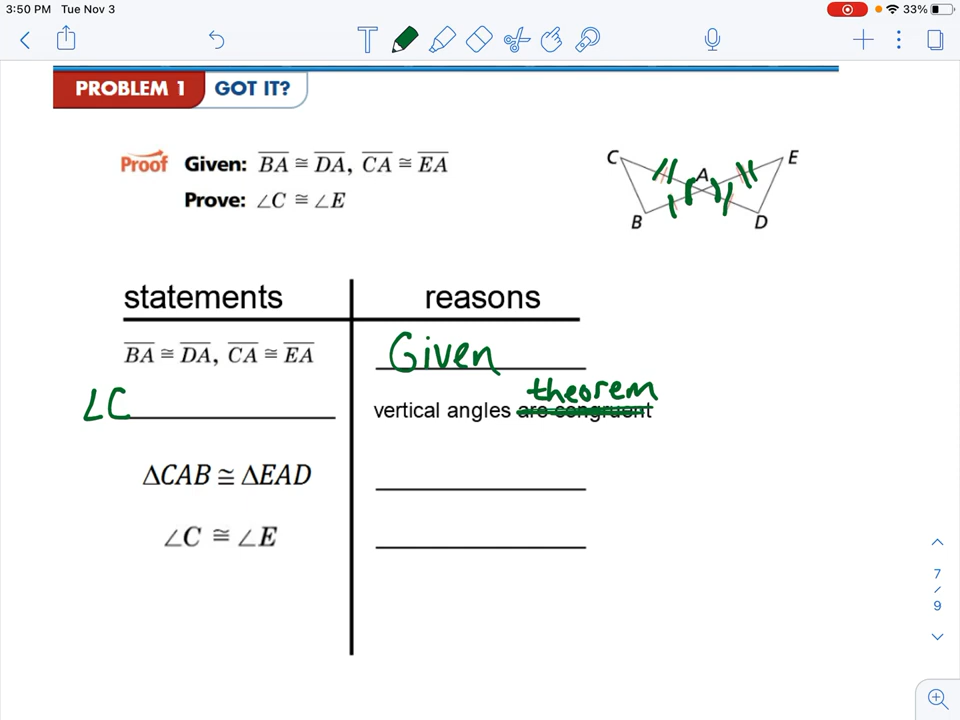 3:50 PM Tue Nov 3
33%
T
PROBLEM 1 GOT IT?
Proof Given: BA ≅ DA, CA ≅ EA
Prove: ∠C ≅ ∠E
C A E
B D
statements reasons
BA ≅ DA, CA ≅ EA Given
theorem
∠C vertical angles are congruent
ΔCAB ≅ ΔEAD
∠C ≅ ∠E
7
/
9